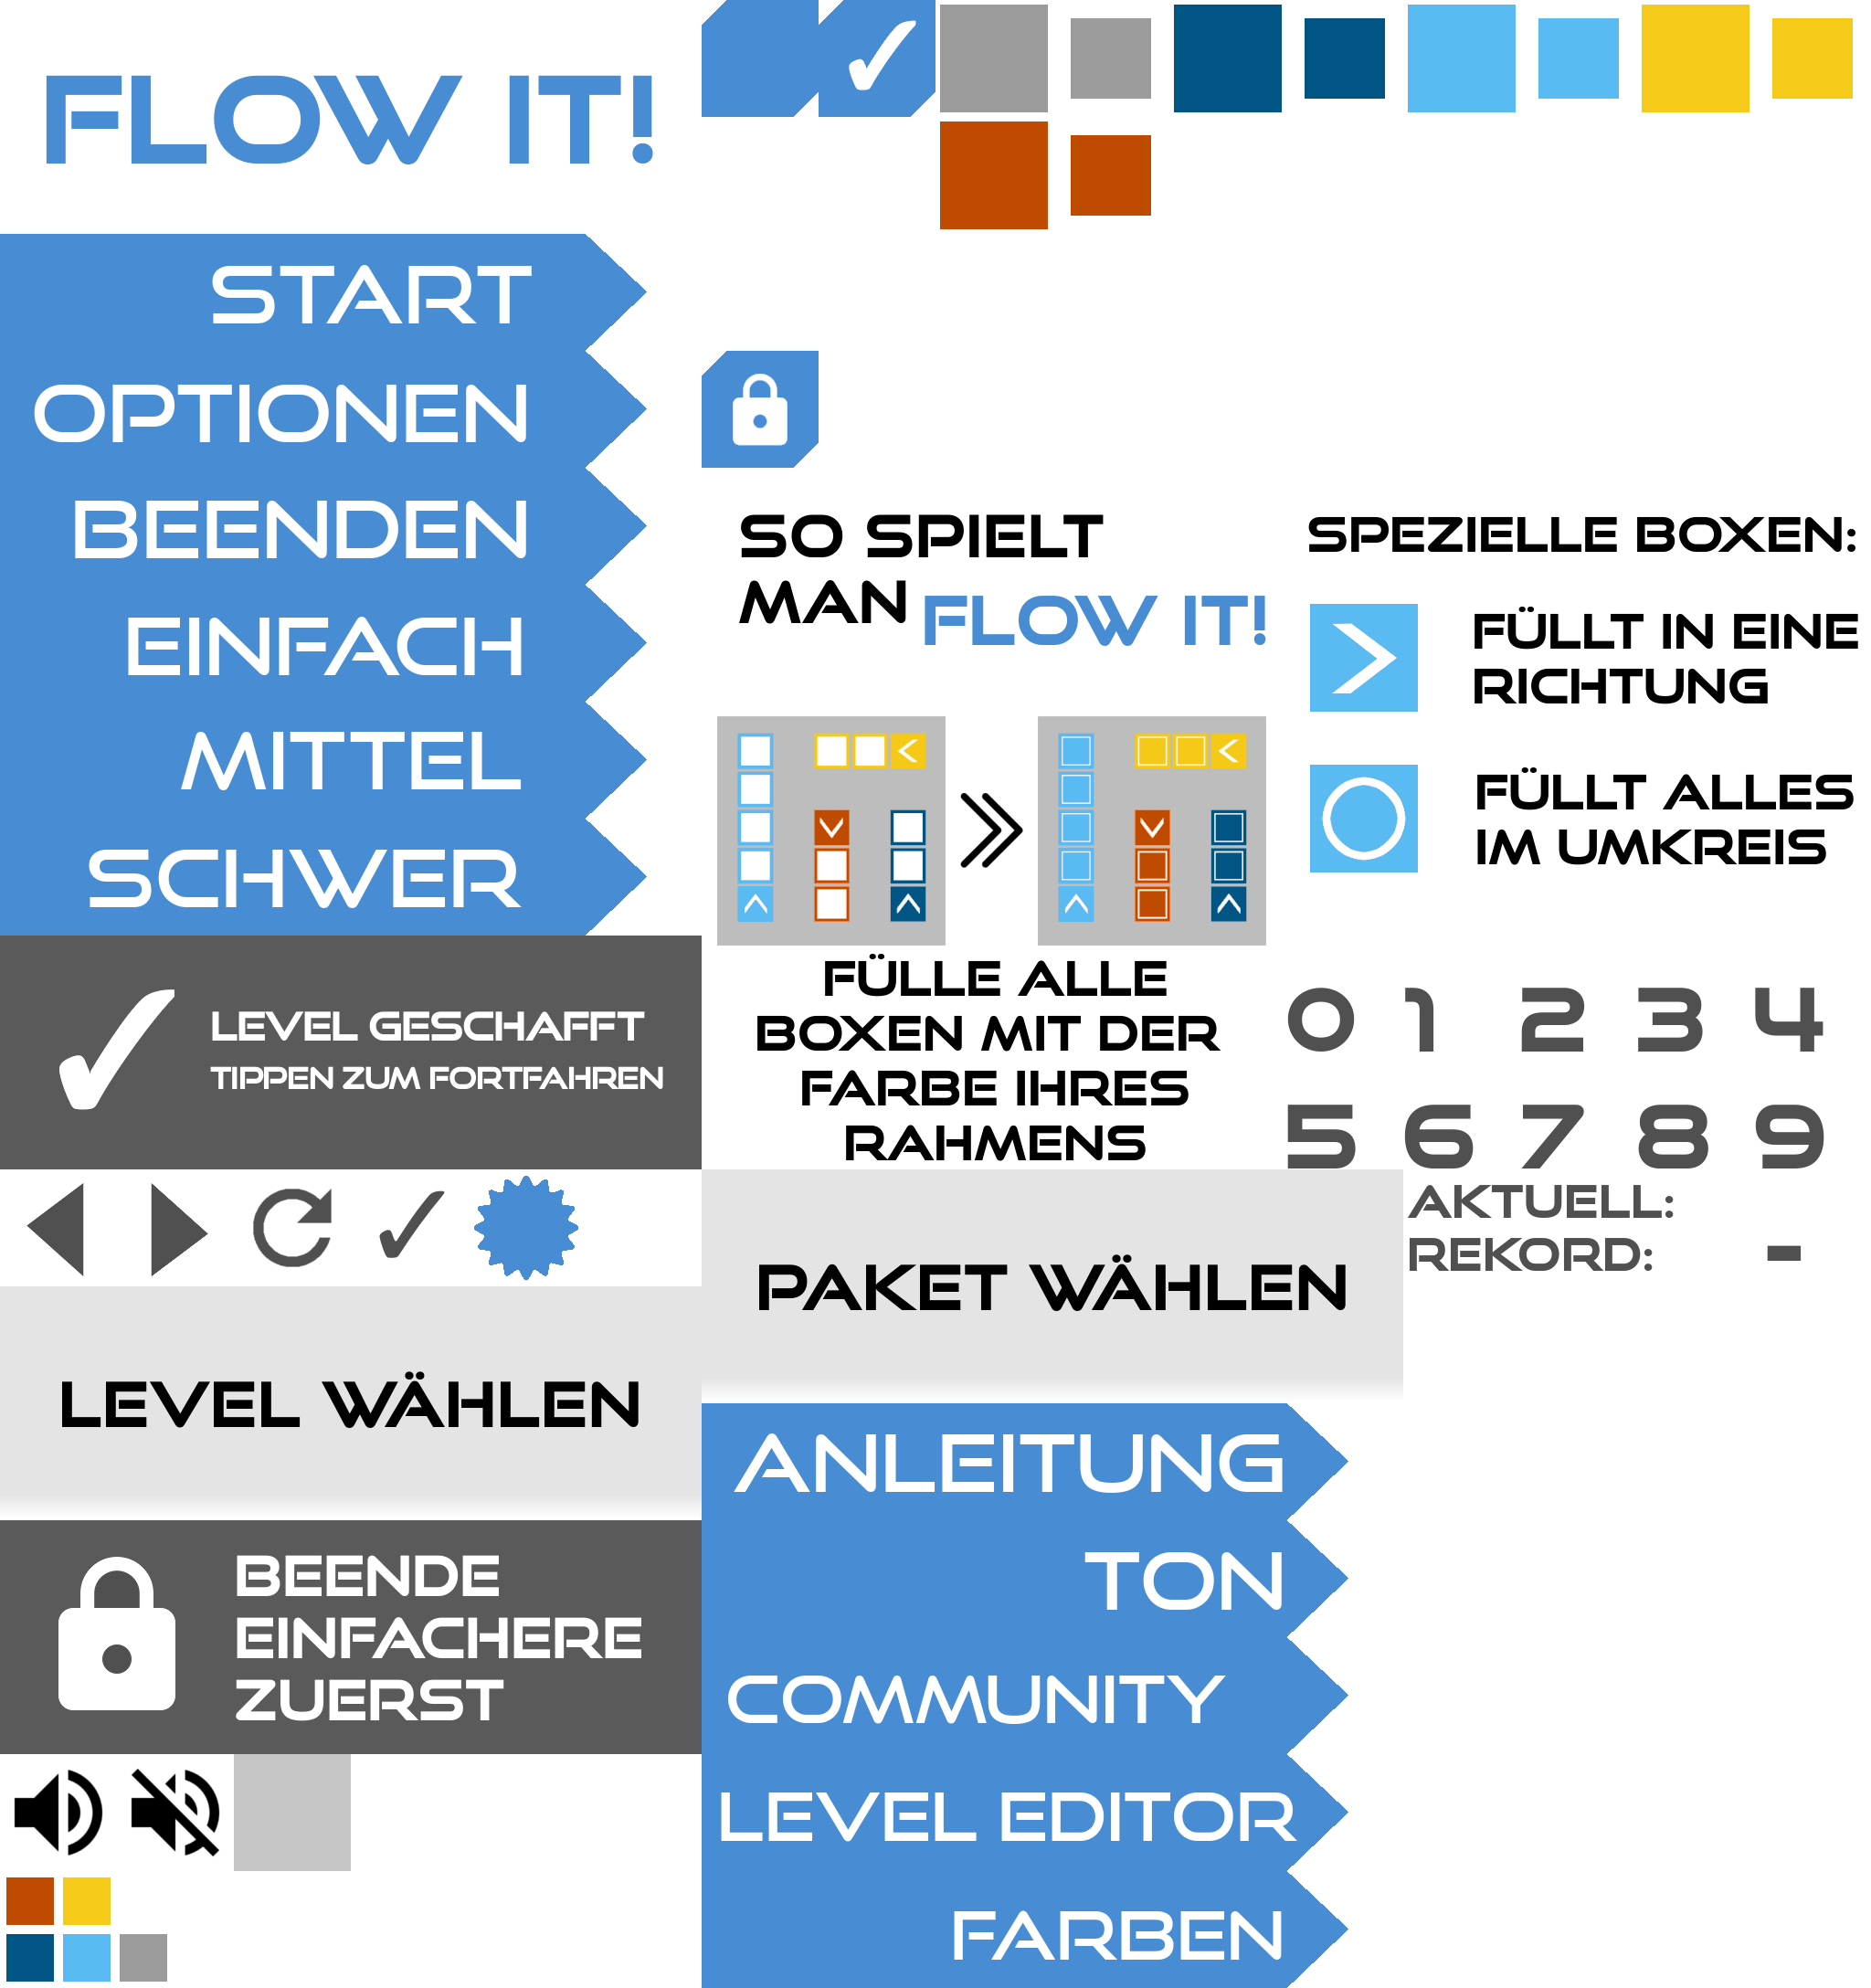 FLOW IT!
START
OPTIONEN
BEENDEN
EINFACH
MITTEL
SCHWER
LEVEL GESCHAFFT
TIPPEN ZUM FORTFAHREN
LEVEL WÄHLEN
BEENDE
EINFACHERE
ZUERST
SO SPIELT
MAN FLOW IT!
FÜLLE ALLE
BOXEN MIT DER
FARBE IHRES
RAHMENS
SPEZIELLE BOXEN:
FÜLLT IN EINE
RICHTUNG
FÜLLT ALLES
IM UMKREIS
0 1 2 3 4
5 6 7 8 9
AKTUELL:
REKORD: -
PAKET WÄHLEN
ANLEITUNG
TON
COMMUNITY
LEVEL EDITOR
FARBEN